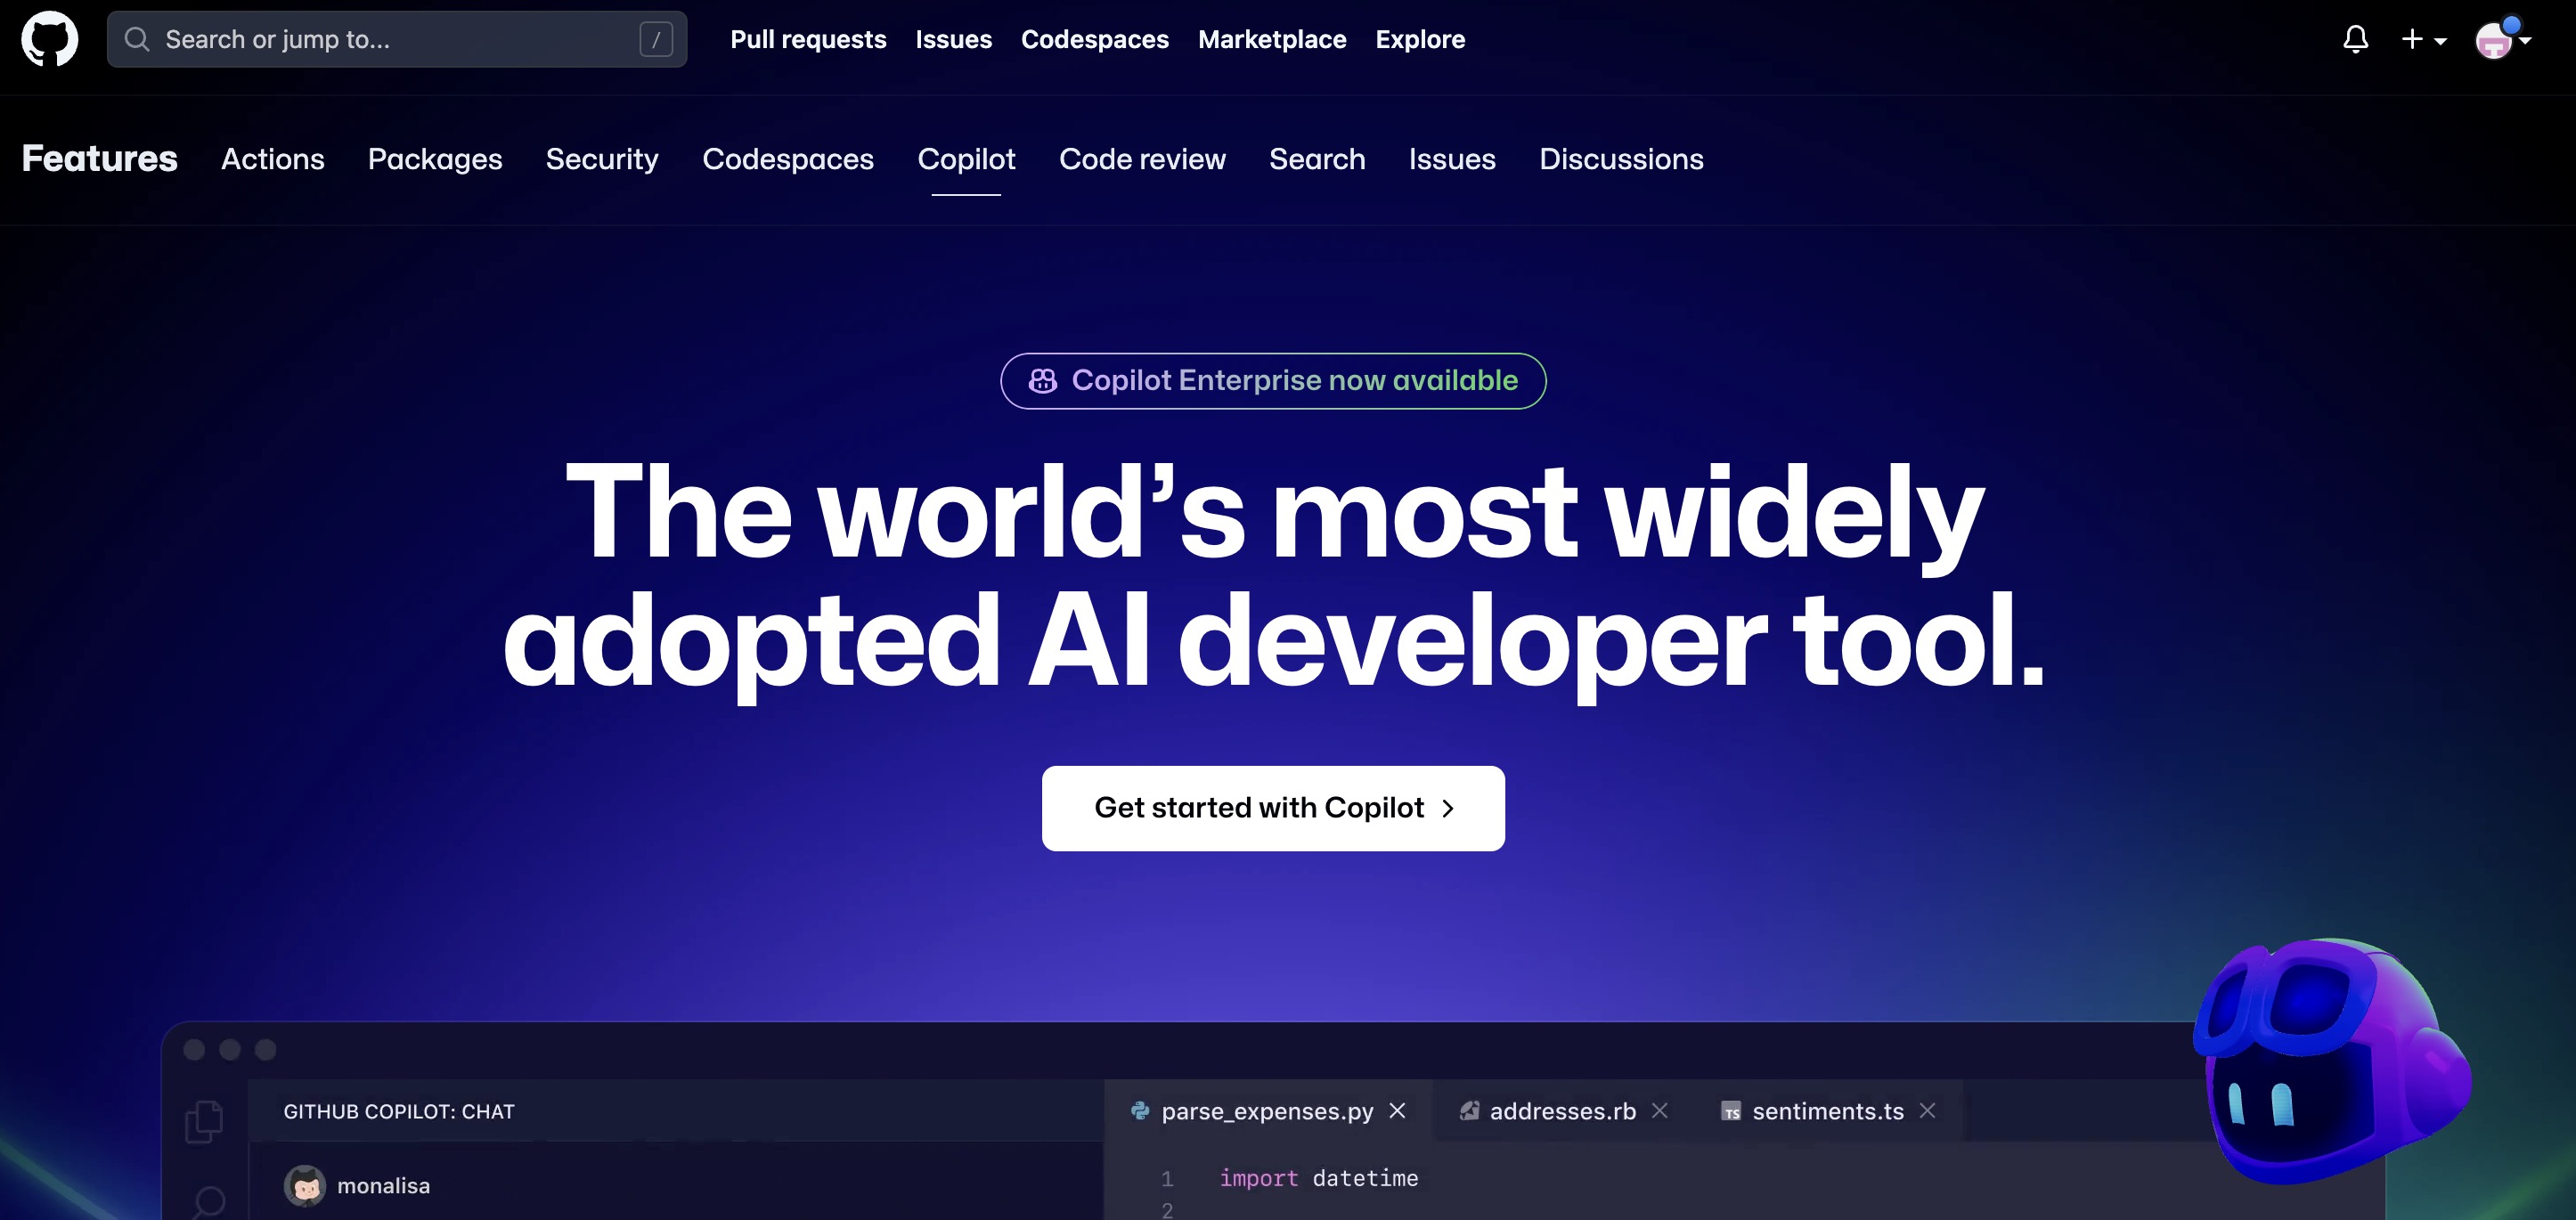 Search or jump to... /
Pull requests Issues Codespaces Marketplace Explore
Features Actions Packages Security Codespaces Copilot Code review Search Issues Discussions
Copilot Enterprise now available
The world’s most widely
adopted AI developer tool.
Get started with Copilot
GITHUB COPILOT: CHAT
monalisa
parse_expenses.py
addresses.rb
TS sentiments.ts
1 import datetime
2